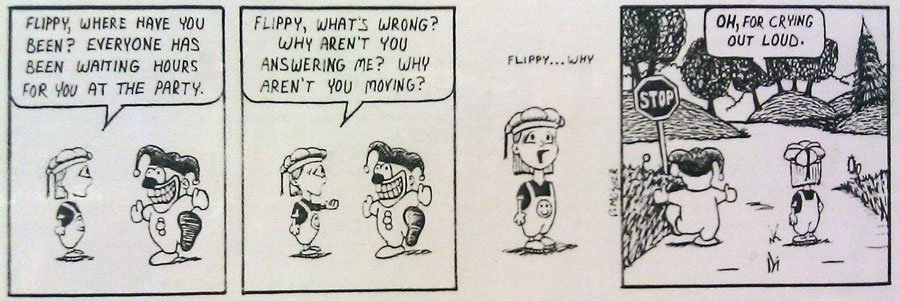 FLIPPY, WHERE HAVE YOU
BEEN? EVERYONE HAS
BEEN WAITING HOURS
FOR YOU AT THE PARTY.
FLIPPY, WHAT'S WRONG?
WHY AREN'T YOU
ANSWERING ME? WHY
AREN'T YOU MOVING?
FLIPPY...WHY
OH, FOR CRYING
OUT LOUD.
STOP